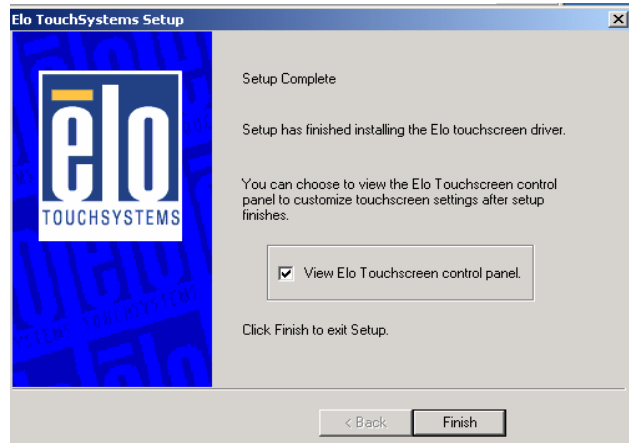 Elo TouchSystems Setup
Setup Complete
Setup has finished installing the Elo touchscreen driver.
You can choose to view the Elo Touchscreen control
panel to customize touchscreen settings after setup
finishes.
elo
TOUCHSYSTEMS
View Elo Touchscreen control panel.
Click Finish to exit Setup.
< Back
Finish